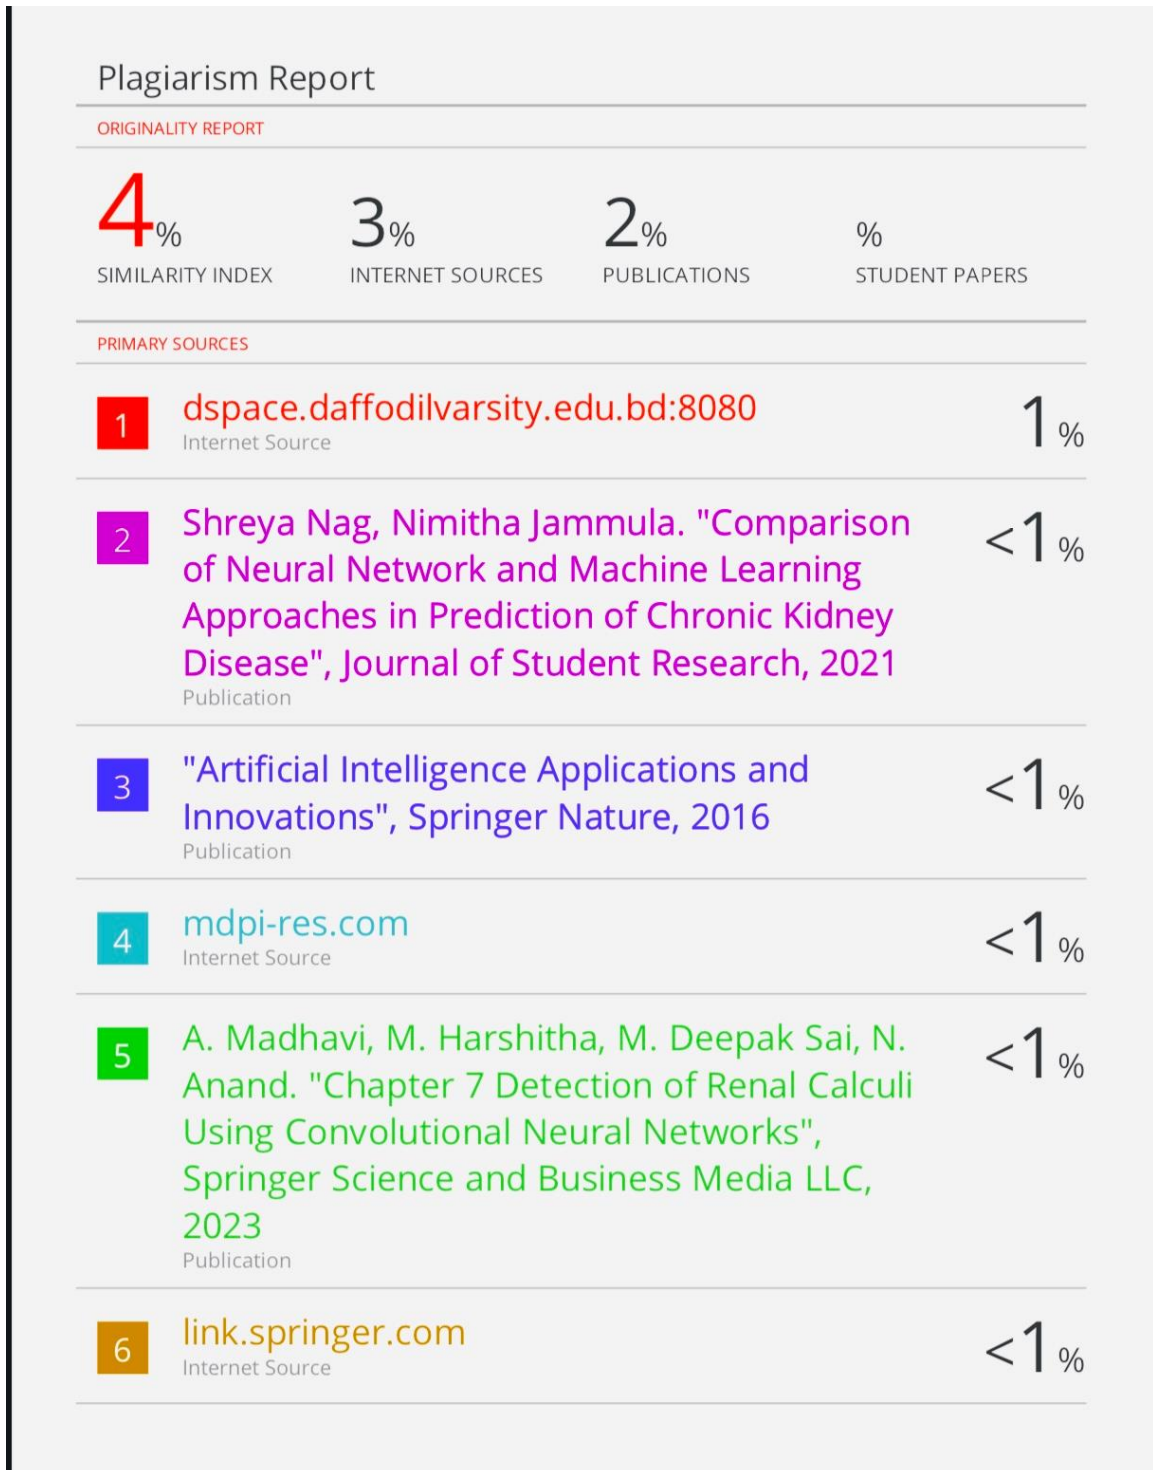 Plagiarism Report
ORIGINALITY REPORT
4% 3% 2% %
SIMILARITY INDEX INTERNET SOURCES PUBLICATIONS STUDENT PAPERS
PRIMARY SOURCES
1 dspace.daffodilvarsity.edu.bd:8080 1%
Internet Source
2 Shreya Nag, Nimitha Jammula. "Comparison <1%
of Neural Network and Machine Learning
Approaches in Prediction of Chronic Kidney
Disease", Journal of Student Research, 2021
Publication
3 "Artificial Intelligence Applications and <1%
Innovations", Springer Nature, 2016
Publication
4 mdpi-res.com <1%
Internet Source
5 A. Madhavi, M. Harshitha, M. Deepak Sai, N. <1%
Anand. "Chapter 7 Detection of Renal Calculi
Using Convolutional Neural Networks",
Springer Science and Business Media LLC,
2023
Publication
6 link.springer.com <1%
Internet Source